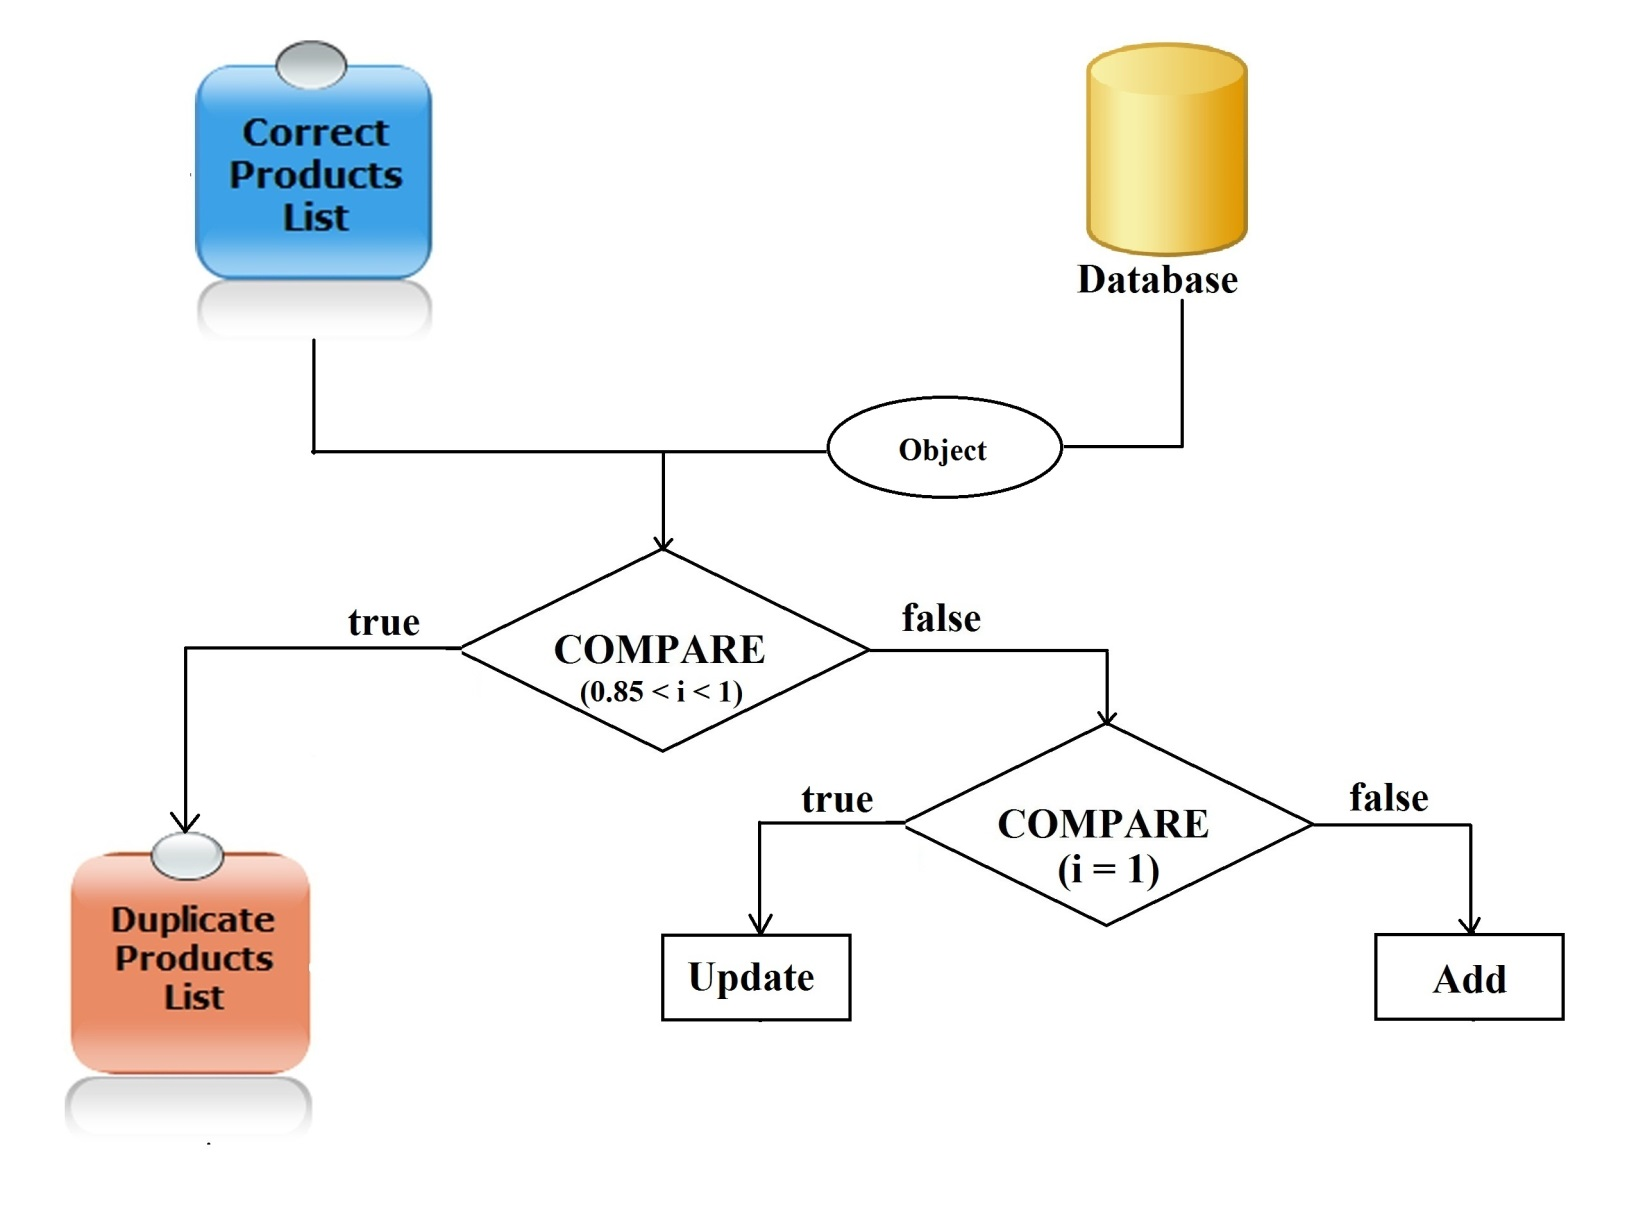 Correct
Products
List
Database
Object
true
false
COMPARE
(0.85 < i < 1)
true
false
COMPARE
(i = 1)
Duplicate
Products
List
Update
Add